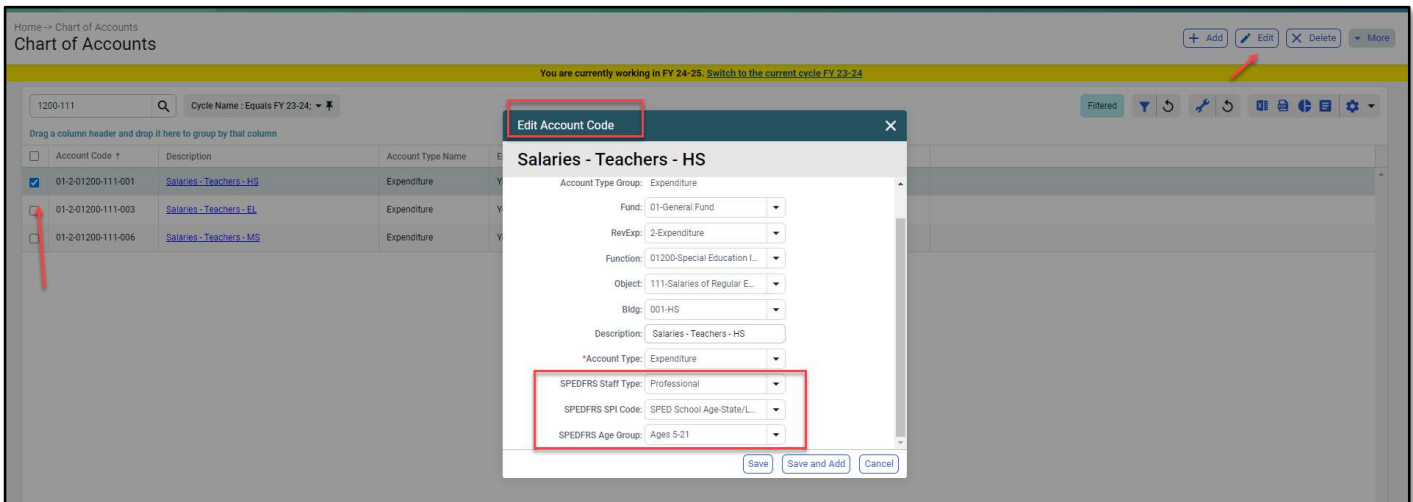 Home -> Chart of Accounts
Chart of Accounts
+ Add
Edit
X Delete
More
You are currently working in FY 24-25. Switch to the current cycle FY 23-24
1200-111
Cycle Name : Equals FY 23-24;
Filtered
Drag a column header and drop it here to group by that column
Account Code ↑ Description Account Type Name E
01-2-01200-111-001 Salaries - Teachers - HS Expenditure Y
01-2-01200-111-003 Salaries - Teachers - EL Expenditure Y
01-2-01200-111-006 Salaries - Teachers - MS Expenditure Y
Edit Account Code
Salaries - Teachers - HS
Account Type Group: Expenditure
Fund: 01-General Fund
RevExp: 2-Expenditure
Function: 01200-Special Education I...
Object: 111-Salaries of Regular E...
Bldg: 001-HS
Description: Salaries - Teachers - HS
*Account Type: Expenditure
SPEDFRS Staff Type: Professional
SPEDFRS SPI Code: SPED School Age-State/L...
SPEDFRS Age Group: Ages 5-21
Save
Save and Add
Cancel